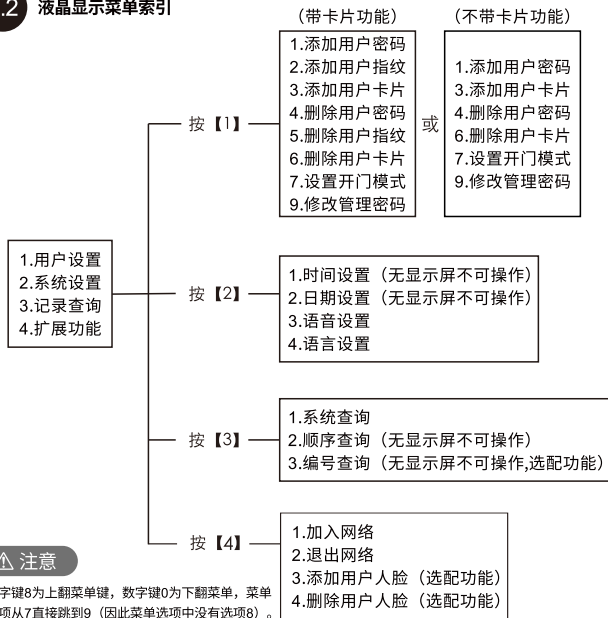 .2 液晶显示菜单索引
（带卡片功能）
1.添加用户密码
2.添加用户指纹
3.添加用户卡片
4.删除用户密码
5.删除用户指纹
6.删除用户卡片
7.设置开门模式
9.修改管理密码
或
（不带卡片功能）
1.添加用户密码
3.添加用户卡片
4.删除用户密码
6.删除用户卡片
7.设置开门模式
9.修改管理密码
按【1】
1.用户设置
2.系统设置
3.记录查询
4.扩展功能
按【2】
1.时间设置（无显示屏不可操作）
2.日期设置（无显示屏不可操作）
3.语音设置
4.语言设置
按【3】
1.系统查询
2.顺序查询（无显示屏不可操作）
3.编号查询（无显示屏不可操作,选配功能）
按【4】
1.加入网络
2.退出网络
3.添加用户人脸（选配功能）
4.删除用户人脸（选配功能）
注意
字键8为上翻菜单键，数字键0为下翻菜单，菜单
项从7直接跳到9（因此菜单选项中没有选项8）。